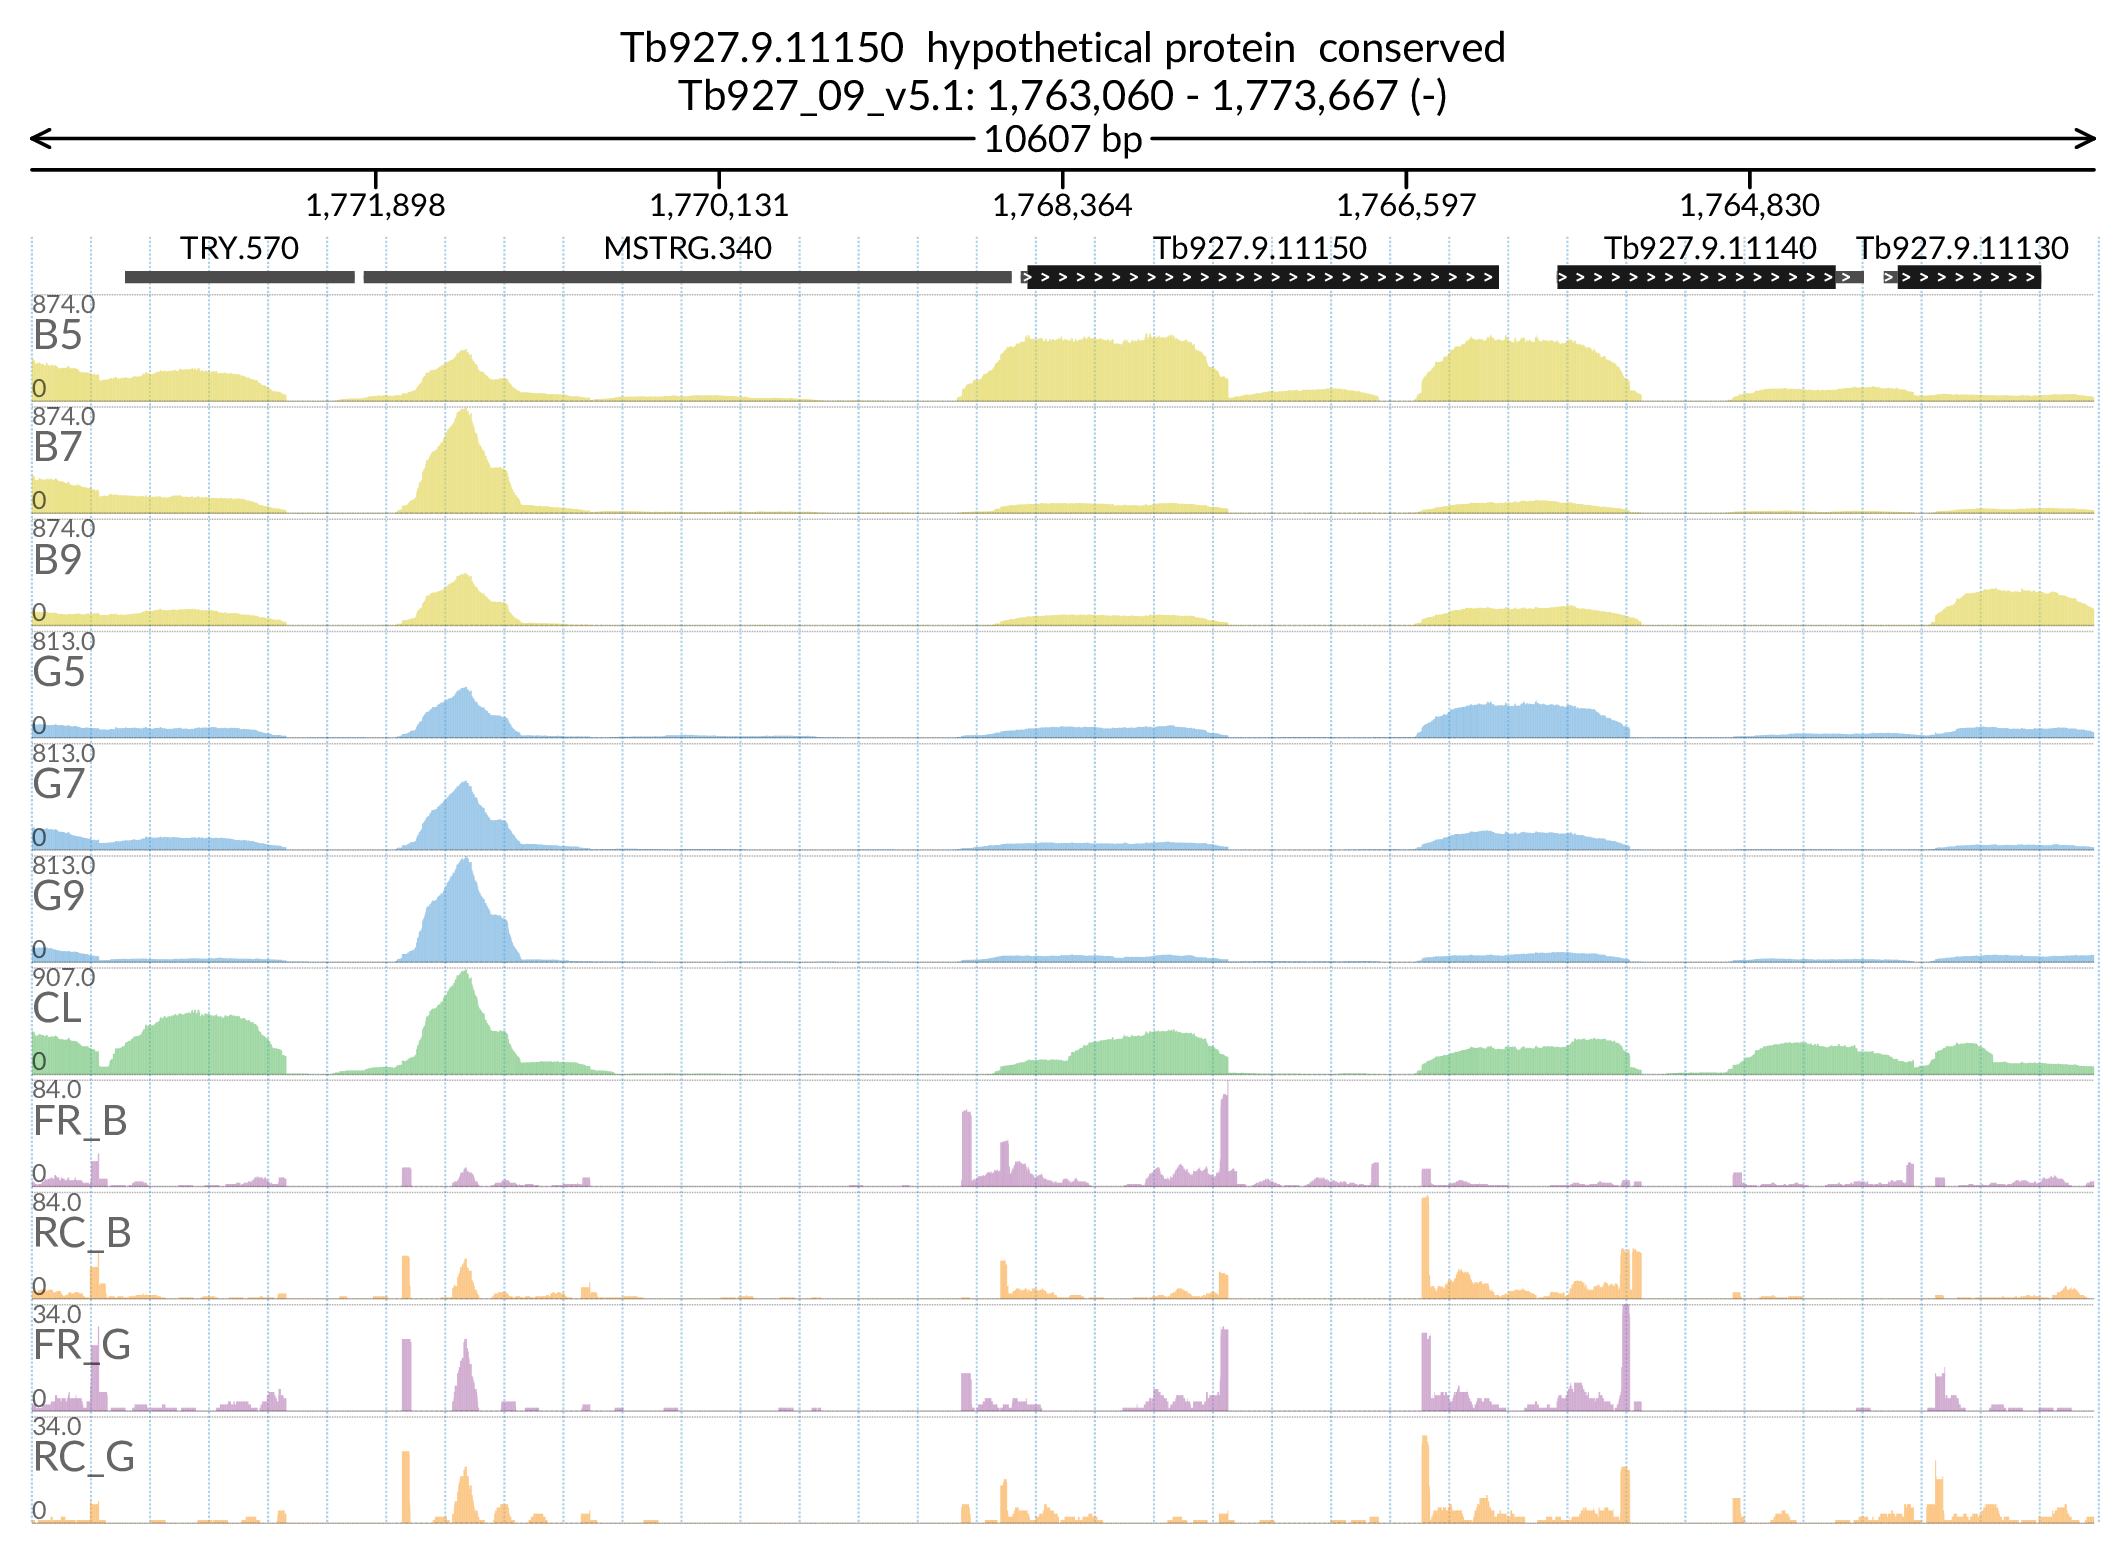 Tb927.9.11150  hypothetical protein  conserved
Tb927_09_v5.1: 1,763,060 - 1,773,667 (-)
10607 bp
1,771,898 1,770,131 1,768,364 1,766,597 1,764,830
TRY.570 MSTRG.340 Tb927.9.11150 Tb927.9.11140 Tb927.9.11130
874.0
B5
0
874.0
B7
0
874.0
B9
0
813.0
G5
0
813.0
G7
0
813.0
G9
0
907.0
CL
0
84.0
FR_B
0
84.0
RC_B
0
34.0
FR_G
0
34.0
RC_G
0